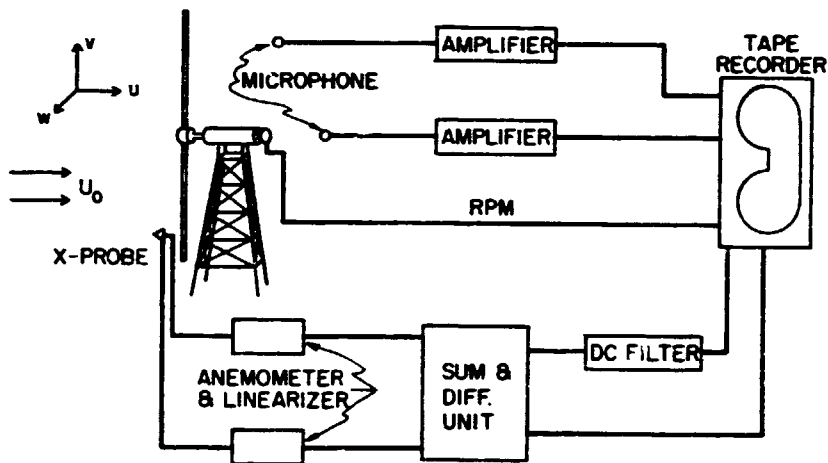 v
u
w
U₀
X-PROBE
MICROPHONE
AMPLIFIER
AMPLIFIER
TAPE
RECORDER
RPM
ANEMOMETER
& LINEARIZER
SUM &
DIFF.
UNIT
DC FILTER